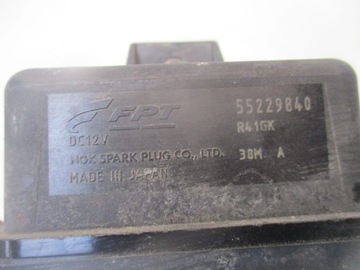 FPT 55229840
DC12V R41GK
NGK SPARK PLUG CO., LTD. 30M A
MADE IN JAPAN